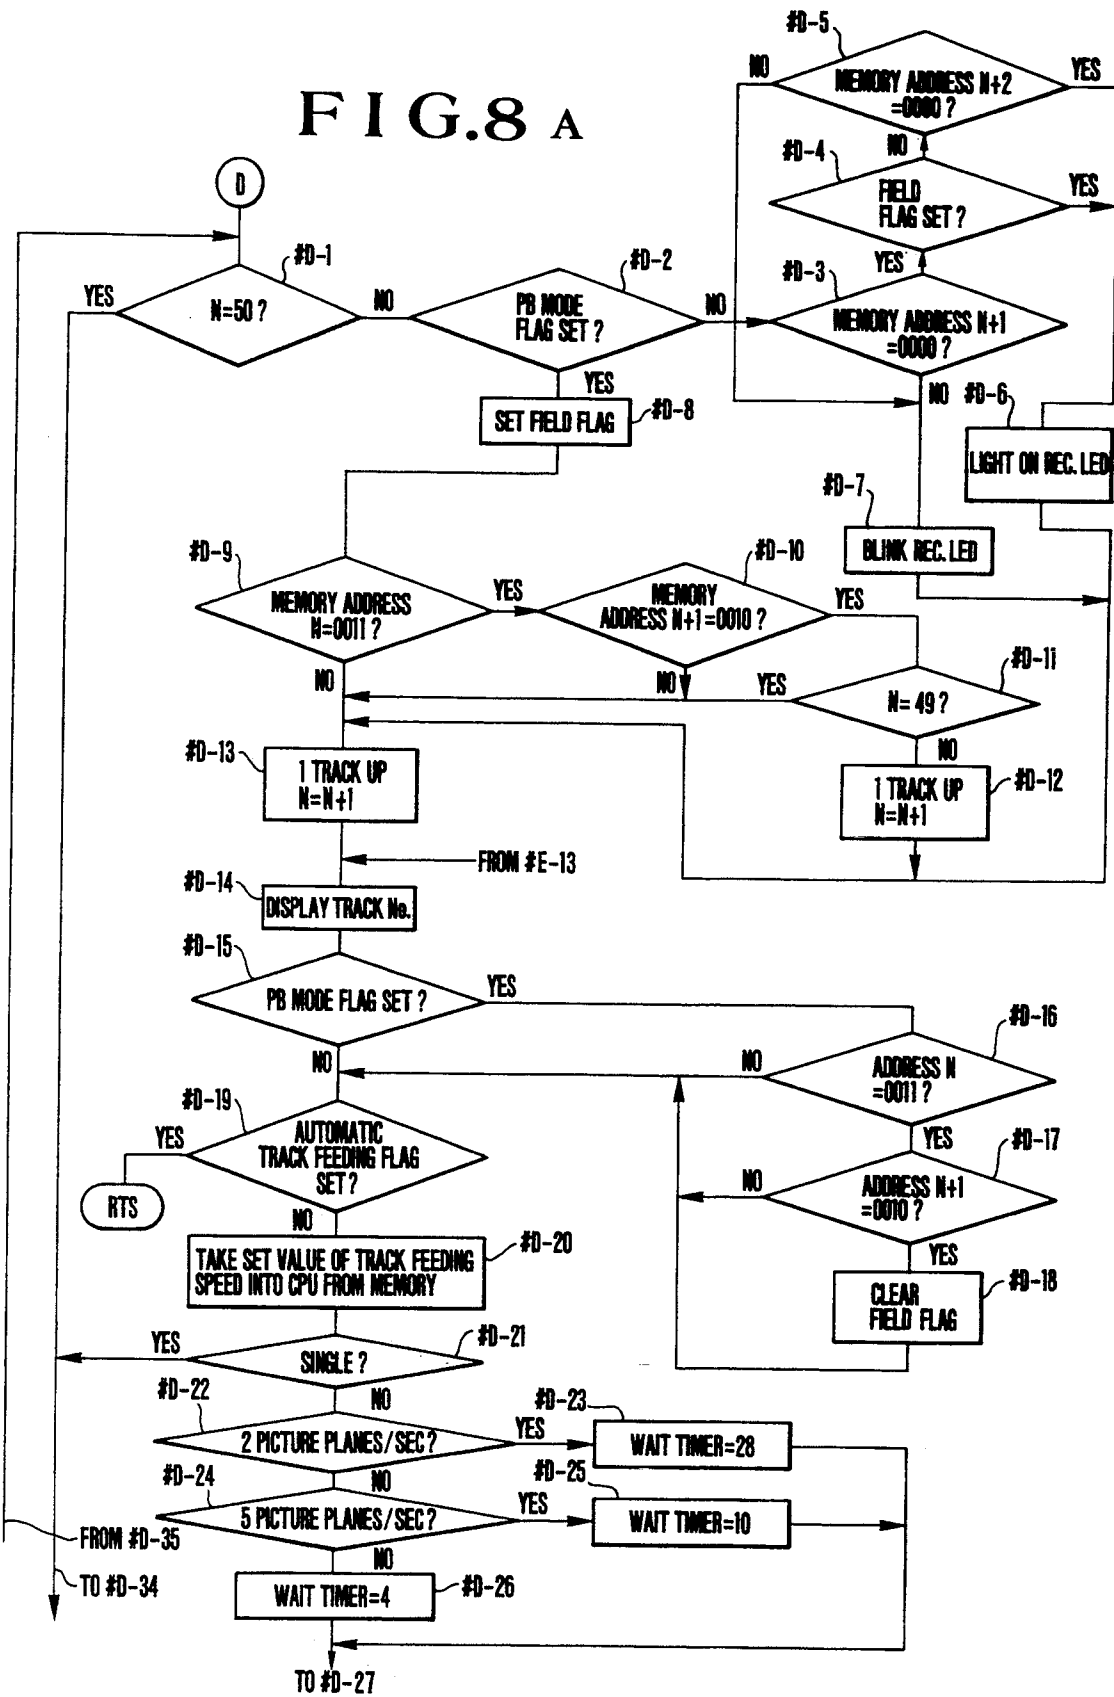 FIG.8 A
#D-5
NO
MEMORY ADDRESS N+2
=0000 ?
YES
#D-4
NO
FIELD
FLAG SET ?
YES
D
#D-1
YES
N=50 ?
NO
#D-2
PB MODE
FLAG SET ?
NO
YES
#D-3
YES
MEMORY ADDRESS N+1
=0000 ?
NO
#D-6
LIGHT ON REC. LED
SET FIELD FLAG
#D-8
#D-7
BLINK REC. LED
#D-9
MEMORY ADDRESS
N=0011 ?
YES
NO
#D-10
MEMORY
ADDRESS N+1=0010 ?
YES
NO
#D-11
YES
N= 49 ?
NO
#D-13
1 TRACK UP
N=N+1
#D-12
1 TRACK UP
N=N+1
FROM #E-13
#D-14
DISPLAY TRACK No.
#D-15
PB MODE FLAG SET ?
YES
NO
#D-16
NO
ADDRESS N
=0011 ?
YES
#D-17
NO
ADDRESS N+1
=0010 ?
YES
#D-18
CLEAR
FIELD FLAG
#D-19
YES
AUTOMATIC
TRACK FEEDING FLAG
SET ?
RTS
NO
#D-20
TAKE SET VALUE OF TRACK FEEDING
SPEED INTO CPU FROM MEMORY
YES
#D-21
SINGLE ?
NO
#D-22
2 PICTURE PLANES/SEC ?
YES
#D-23
WAIT TIMER=28
NO
#D-24
5 PICTURE PLANES/SEC ?
YES
#D-25
WAIT TIMER=10
NO
FROM #D-35
TO #D-34
WAIT TIMER=4
#D-26
TO #D-27